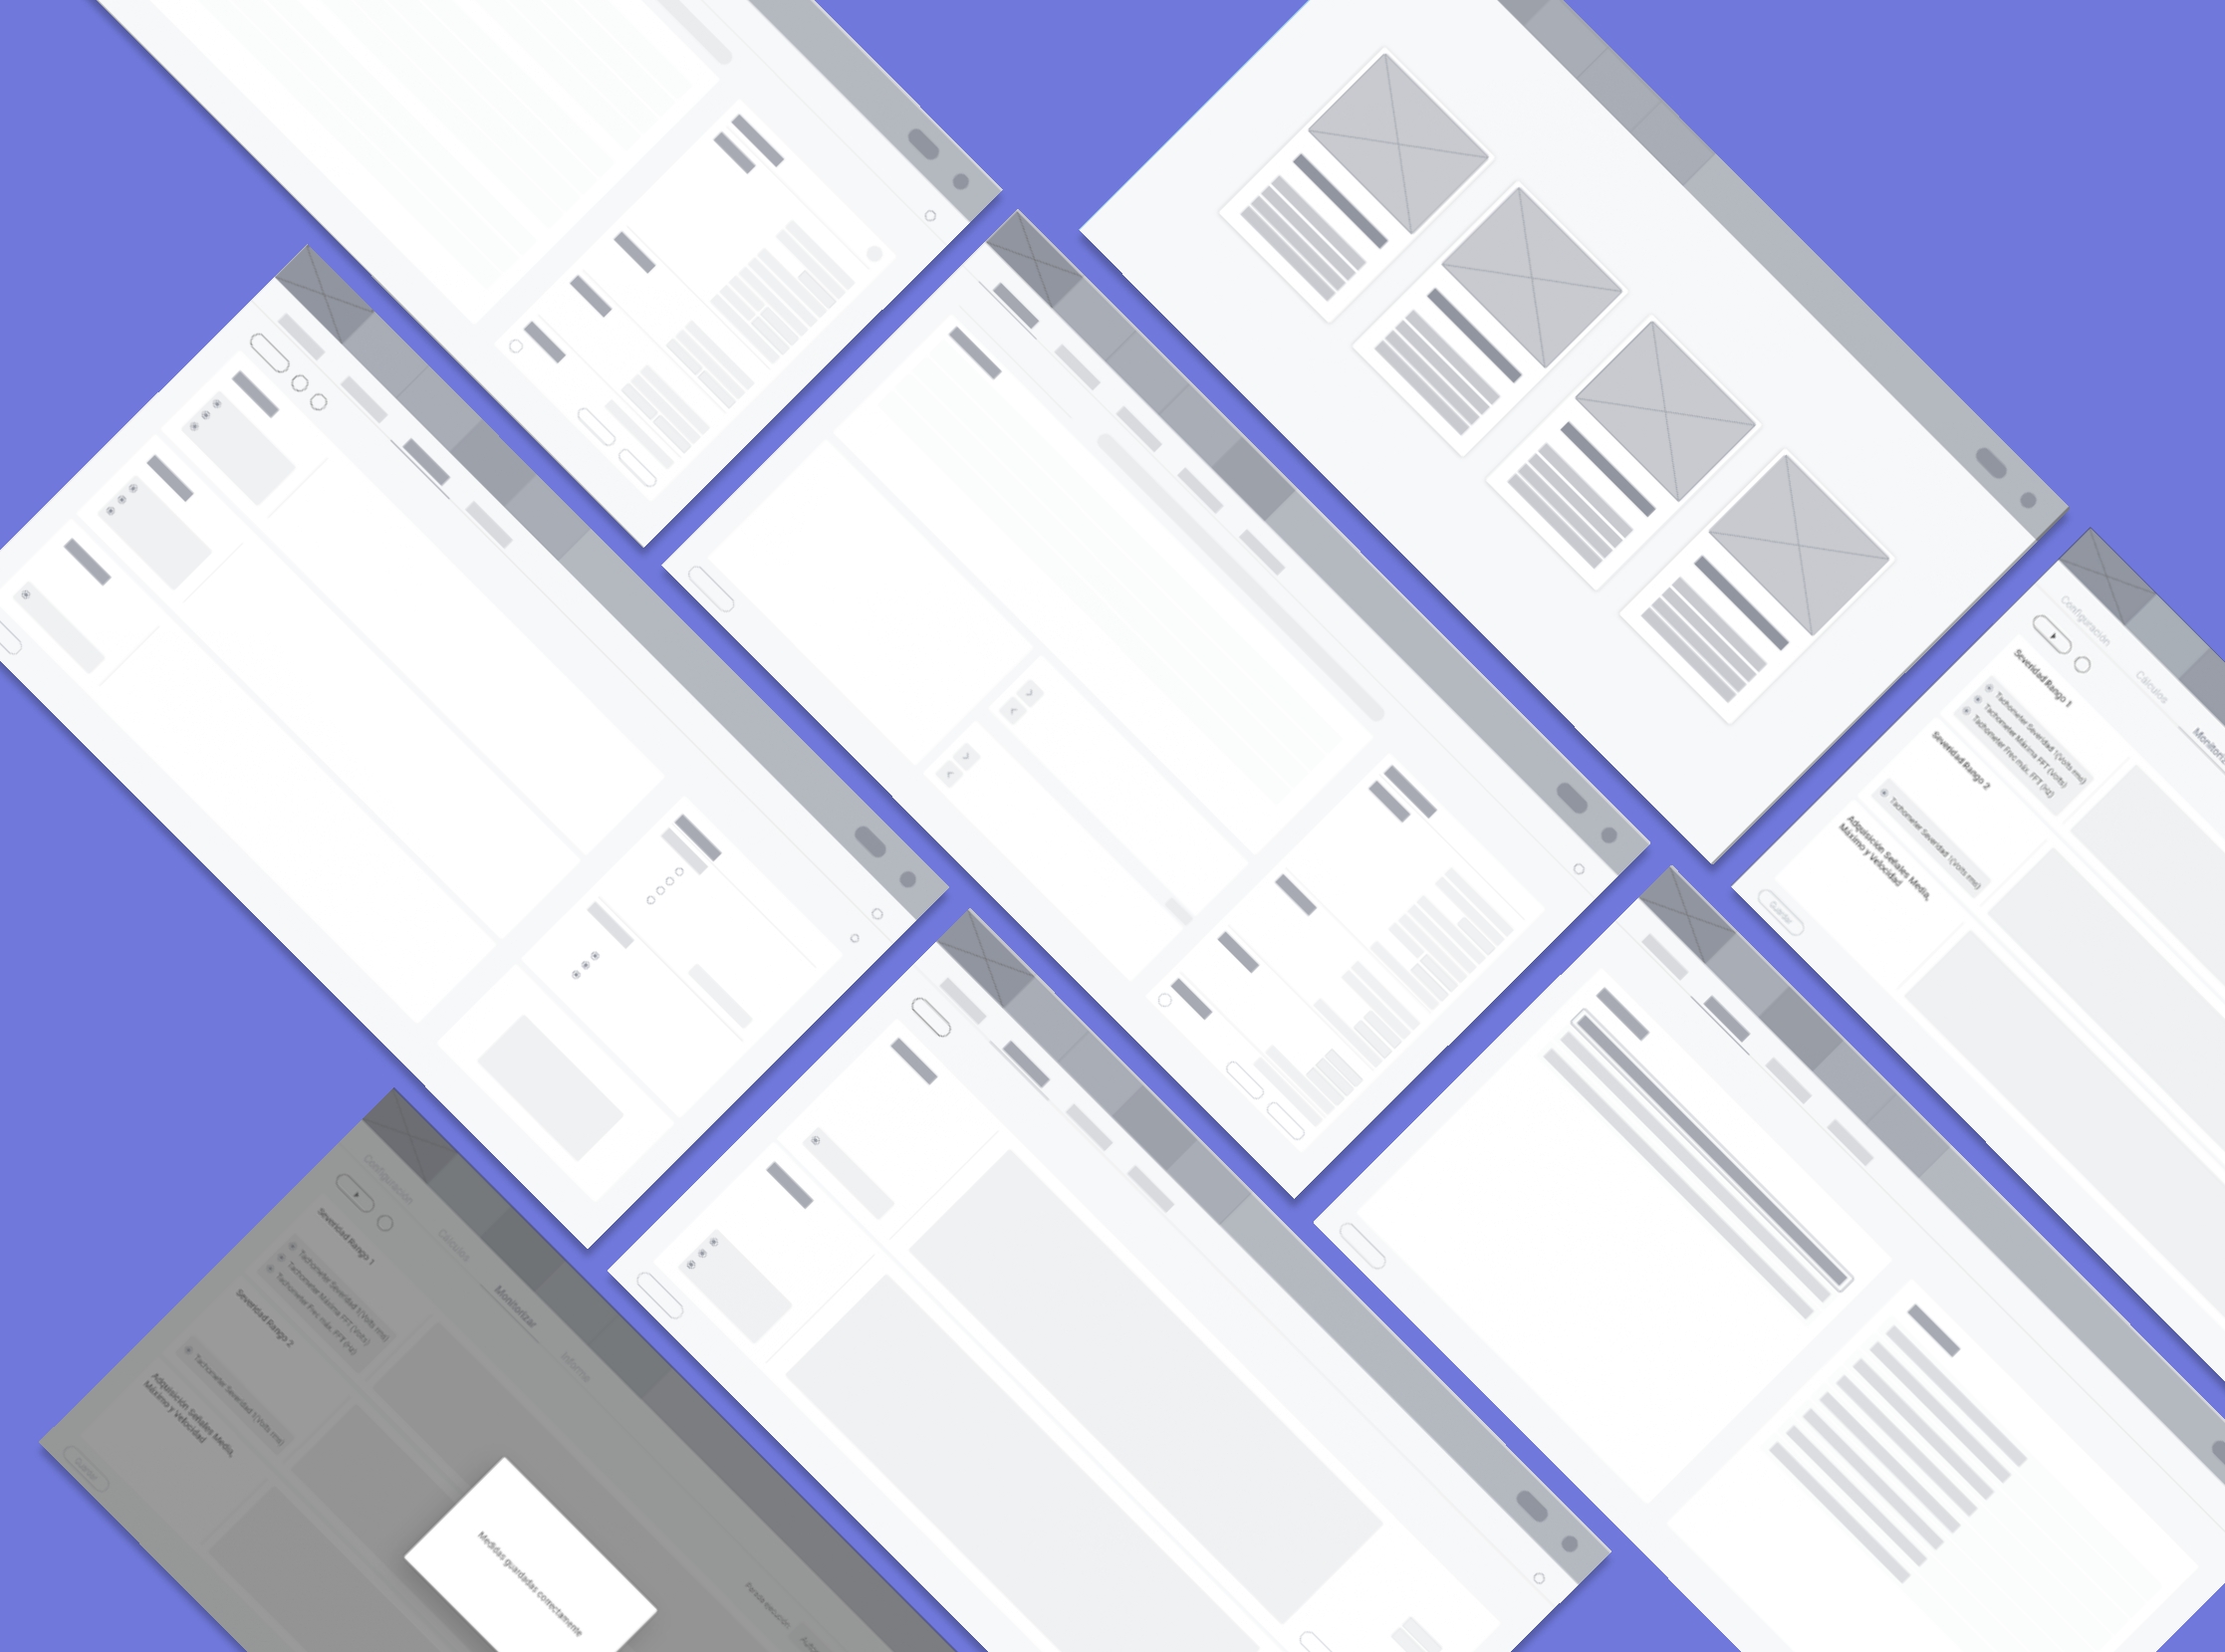 Configuración
Cálculos
Severidad Rango 1
Tachometer Severidad 1(Volts rms)
Tachometer Máxima FFT (Volts)
Tachometer Frec máx. FFT (Hz)
Severidad Rango 2
Tachometer Severidad 1(Volts rms)
Adquisición Señales Media,
Máximo y Velocidad
Guardar
Configuración
Cálculos
Monitorizar
Informe
Severidad Rango 1
Tachometer Severidad 1(Volts rms)
Tachometer Máxima FFT (Volts)
Tachometer Frec máx. FFT (Hz)
Severidad Rango 2
Tachometer Severidad 1(Volts rms)
Adquisición Señales Media,
Máximo y Velocidad
Guardar
Medidas guardadas correctamente